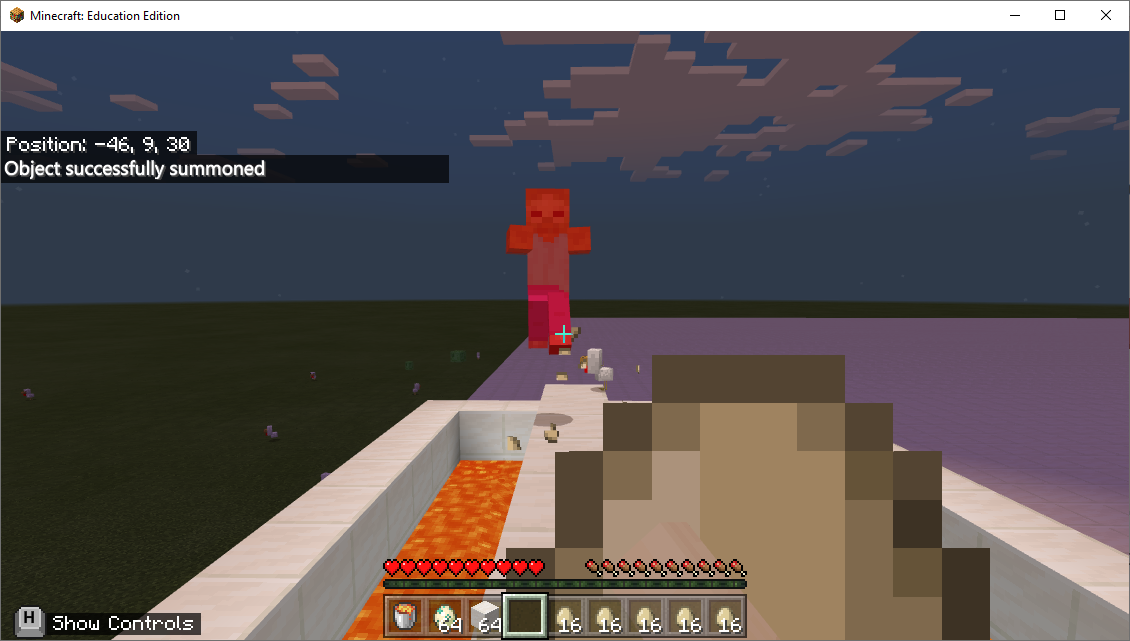 Minecraft: Education Edition
Position: -46, 9, 30
Object successfully summoned
64 64 16 16 16 16 16
H Show Controls